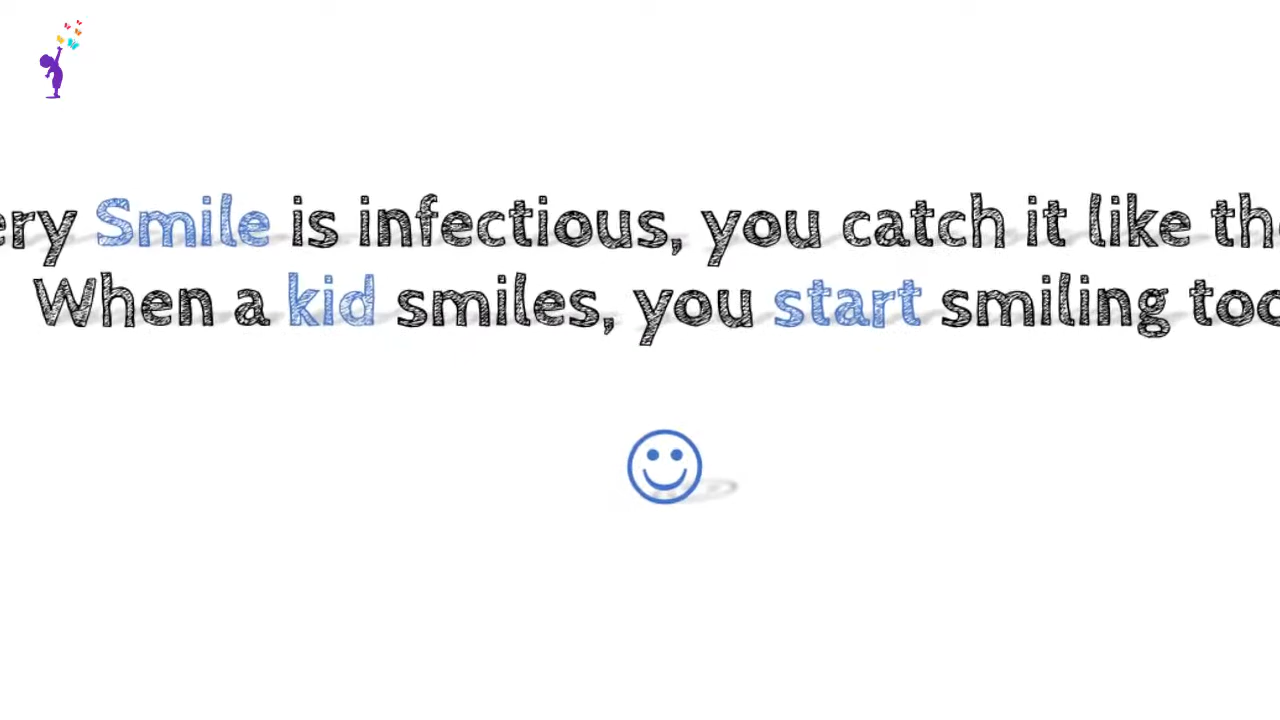 ery Smile is infectious, you catch it like the
When a kid smiles, you start smiling too